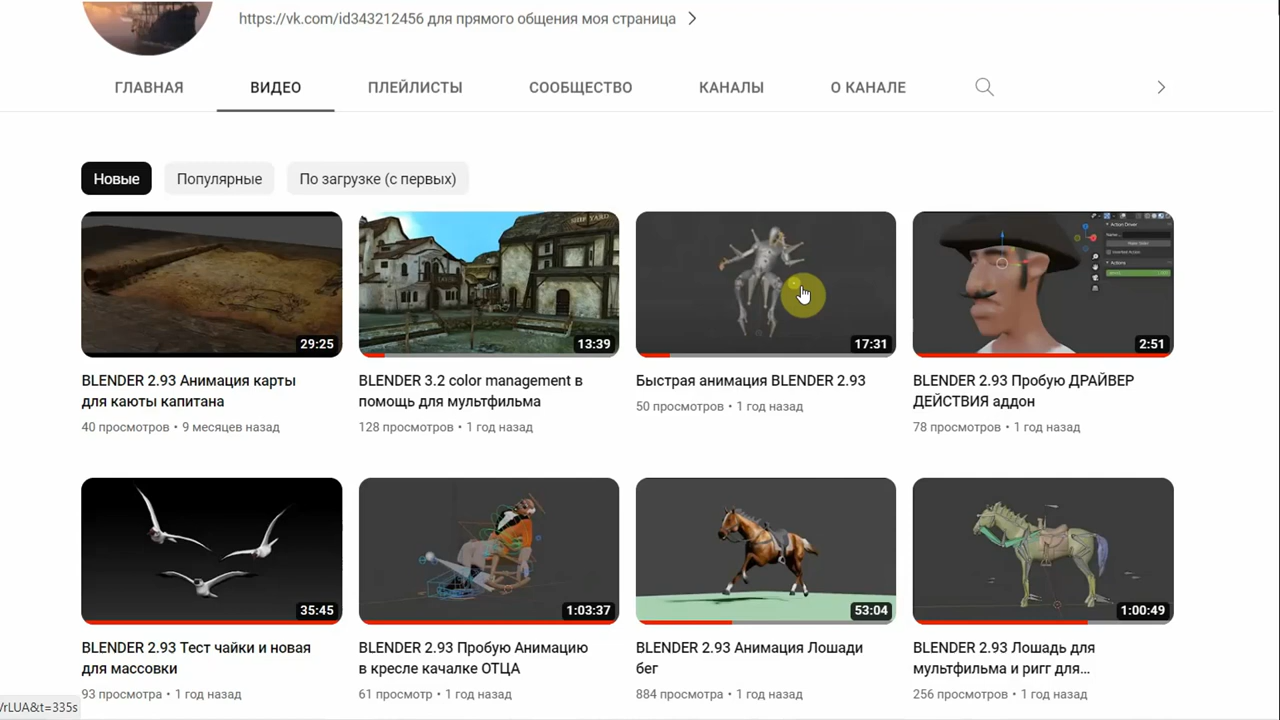 https://vk.com/id343212456 для прямого общения моя страница
ГЛАВНАЯ ВИДЕО ПЛЕЙЛИСТЫ СООБЩЕСТВО КАНАЛЫ О КАНАЛЕ
Новые Популярные По загрузке (с первых)
29:25
13:39
17:31
2:51
BLENDER 2.93 Анимация карты
для каюты капитана
40 просмотров • 9 месяцев назад
BLENDER 3.2 color management в
помощь для мультфильма
128 просмотров • 1 год назад
Быстрая анимация BLENDER 2.93
50 просмотров • 1 год назад
BLENDER 2.93 Пробую ДРАЙВЕР
ДЕЙСТВИЯ аддон
78 просмотров • 1 год назад
35:45
1:03:37
53:04
1:00:49
BLENDER 2.93 Тест чайки и новая
для массовки
93 просмотра • 1 год назад
BLENDER 2.93 Пробую Анимацию
в кресле качалке ОТЦА
61 просмотр • 1 год назад
BLENDER 2.93 Анимация Лошади
бег
884 просмотра • 1 год назад
BLENDER 2.93 Лошадь для
мультфильма и ригг для...
256 просмотров • 1 год назад
/rLUA&t=335s